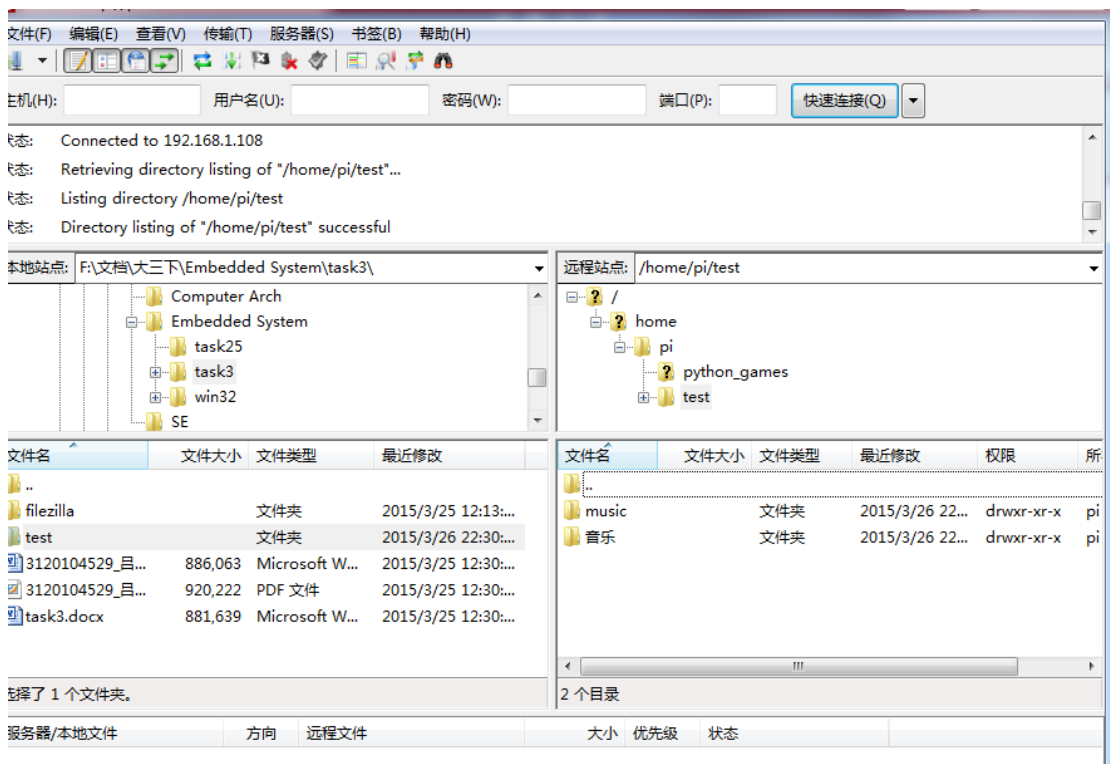 文件(F) 编辑(E) 查看(V) 传输(T) 服务器(S) 书签(B) 帮助(H)
主机(H): 用户名(U): 密码(W): 端口(P): 快速连接(Q)
状态: Connected to 192.168.1.108
状态: Retrieving directory listing of "/home/pi/test"...
状态: Listing directory /home/pi/test
状态: Directory listing of "/home/pi/test" successful
本地站点: F:\文档\大三下\Embedded System\task3\
Computer Arch
Embedded System
task25
task3
win32
SE
远程站点: /home/pi/test
/
home
pi
python_games
test
文件名 文件大小 文件类型 最近修改
..
filezilla 文件夹 2015/3/25 12:13:...
test 文件夹 2015/3/26 22:30:...
3120104529_吕... 886,063 Microsoft W... 2015/3/25 12:30:...
3120104529_吕... 920,222 PDF 文件 2015/3/25 12:30:...
task3.docx 881,639 Microsoft W... 2015/3/25 12:30:...
选择了 1 个文件夹。
文件名 文件大小 文件类型 最近修改 权限 所
..
music 文件夹 2015/3/26 22... drwxr-xr-x pi
音乐 文件夹 2015/3/26 22... drwxr-xr-x pi
2 个目录
服务器/本地文件 方向 远程文件 大小 优先级 状态